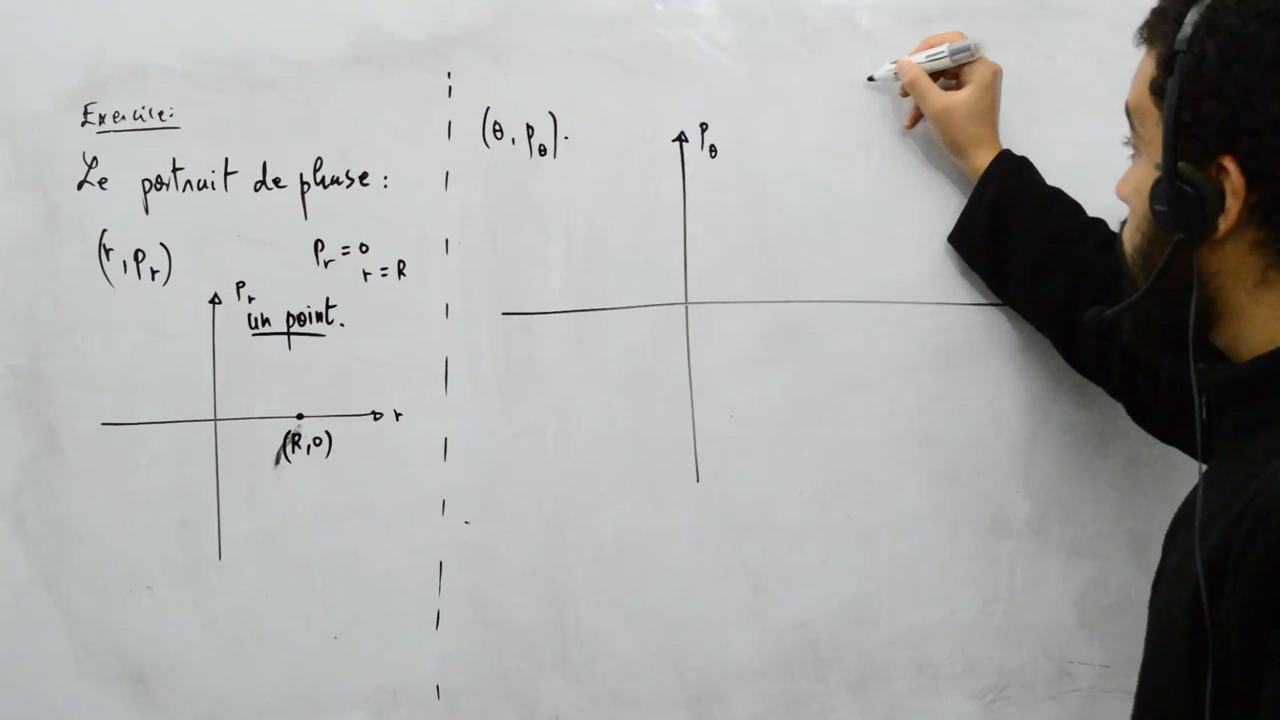 Exercice:
Le portrait de phase:
(r, Pr)
Pr = 0
r = R
Pr
un point.
r
(R, 0)
(θ, pθ).
Pθ